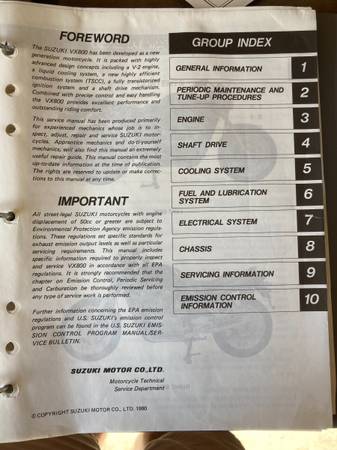 FOREWORD
The SUZUKI VX800 has been developed as a new
generation motorcycle. It is packed with highly
advanced design concepts including a V-2 engine,
a liquid cooling system, a new highly efficient
combustion system (TSCC), a fully transistorized
ignition system and a shaft drive mechanism.
Combined with precise control and easy handling
the VX800 provides excellent performance and
outstanding riding comfort.
This service manual has been produced primarily
for experienced mechanics whose job is to in-
spect, adjust, repair and service SUZUKI motor-
cycles. Apprentice mechanics and do-it-yourself
mechanics, will also find this manual an extremely
useful repair guide. This manual contains the most
up-to-date information at the time of publication.
The rights are reserved to update or make correc-
tions to this manual at any time.
IMPORTANT
All street-legal SUZUKI motorcycles with engine
displacement of 50cc or greater are subject to
Environmental Protection Agency emission regula-
tions. These regulations set specific standards for
exhaust emission output levels as well as particular
servicing requirements. This manual includes
specific information required to properly inspect
and service VX800 in accordance with all EPA
regulations. It is strongly recommended that the
chapter on Emission Control, Periodic Servicing
and Carburetion be thoroughly reviewed before
any type of service work is performed.
Further information concerning the EPA emission
regulations and U.S. SUZUKI's emission control
program can be found in the U.S. SUZUKI EMIS-
SION CONTROL PROGRAM MANUAL/SER-
VICE BULLETIN.
SUZUKI MOTOR CO.,LTD.
Motorcycle Technical
Service Department
© COPYRIGHT SUZUKI MOTOR CO., LTD. 1990
GROUP INDEX
GENERAL INFORMATION 1
PERIODIC MAINTENANCE AND
TUNE-UP PROCEDURES 2
ENGINE 3
SHAFT DRIVE 4
COOLING SYSTEM 5
FUEL AND LUBRICATION
SYSTEM 6
ELECTRICAL SYSTEM 7
CHASSIS 8
SERVICING INFORMATION 9
EMISSION CONTROL
INFORMATION 10